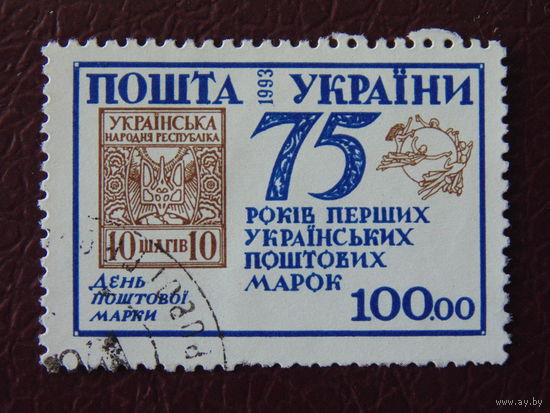 ПОШТА 1993 УКРАЇНИ
УКРАЇНСЬКА
НАРОДНЯ РЕСПУБЛІКА
10 ШАГІВ 10
75
РОКІВ ПЕРШИХ
УКРАЇНСЬКИХ
ПОШТОВИХ
МАРОК
ДЕНЬ
ПОШТОВОЇ
МАРКИ
100.00
www.ay.by